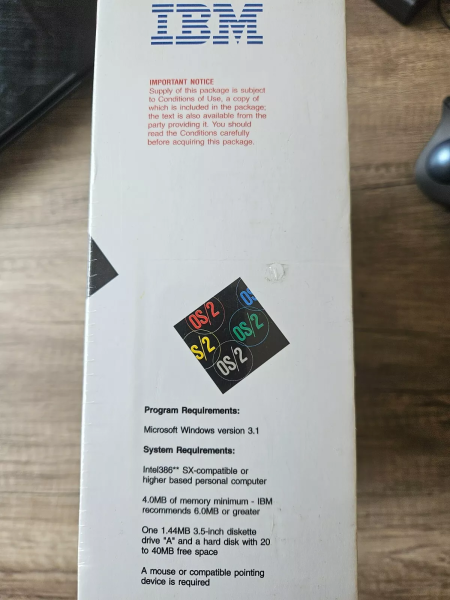 IBM
IMPORTANT NOTICE
Supply of this package is subject
to Conditions of Use, a copy of
which is included in the package;
the text is also available from the
party providing it. You should
read the Conditions carefully
before acquiring this package.
OS/2
OS
OS/2
S/2
OS/2
Program Requirements:
Microsoft Windows version 3.1
System Requirements:
Intel386** SX-compatible or
higher based personal computer
4.0MB of memory minimum - IBM
recommends 6.0MB or greater
One 1.44MB 3.5-inch diskette
drive "A" and a hard disk with 20
to 40MB free space
A mouse or compatible pointing
device is required